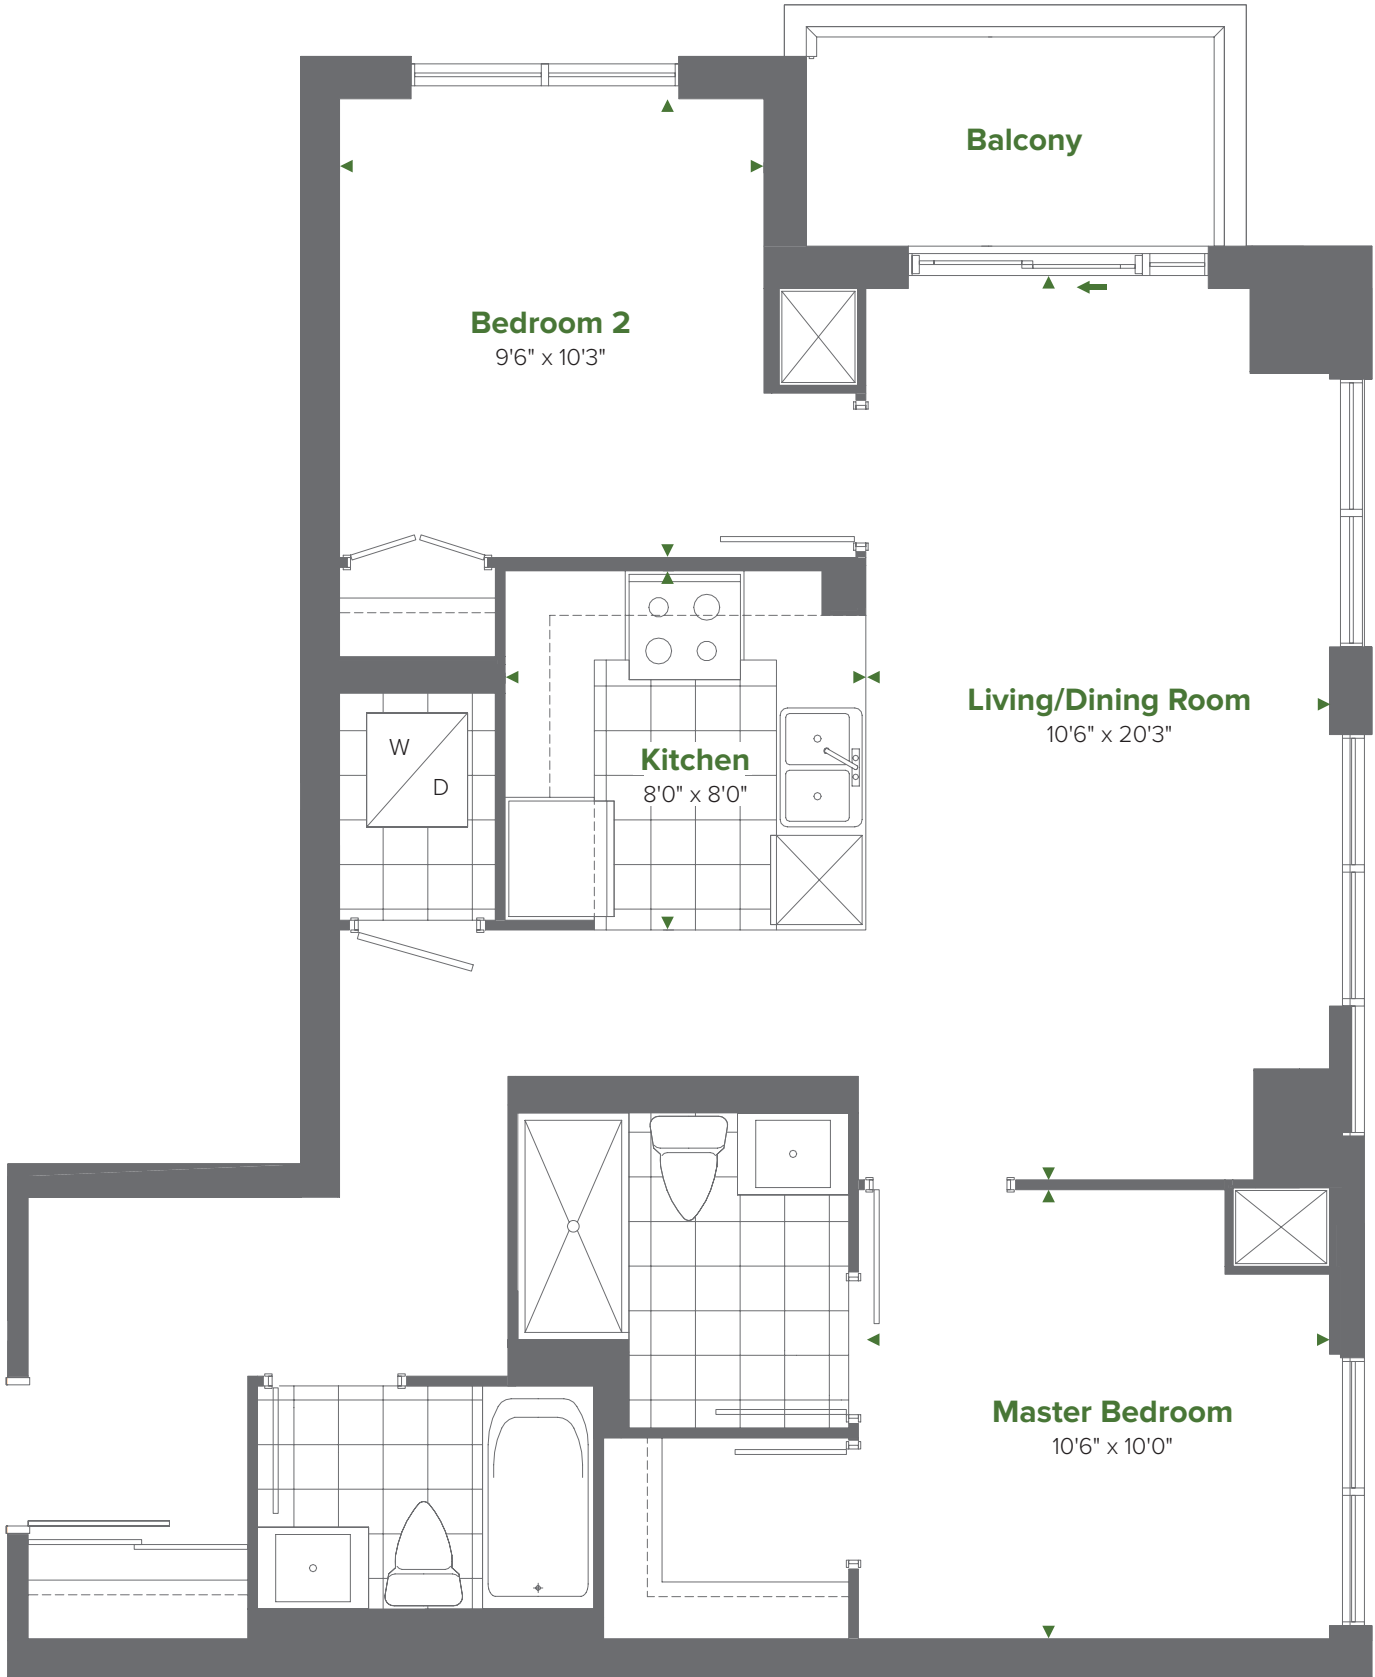 Balcony
Bedroom 2
9'6" x 10'3"
Living/Dining Room
10'6" x 20'3"
W
D
Kitchen
8'0" x 8'0"
Master Bedroom
10'6" x 10'0"